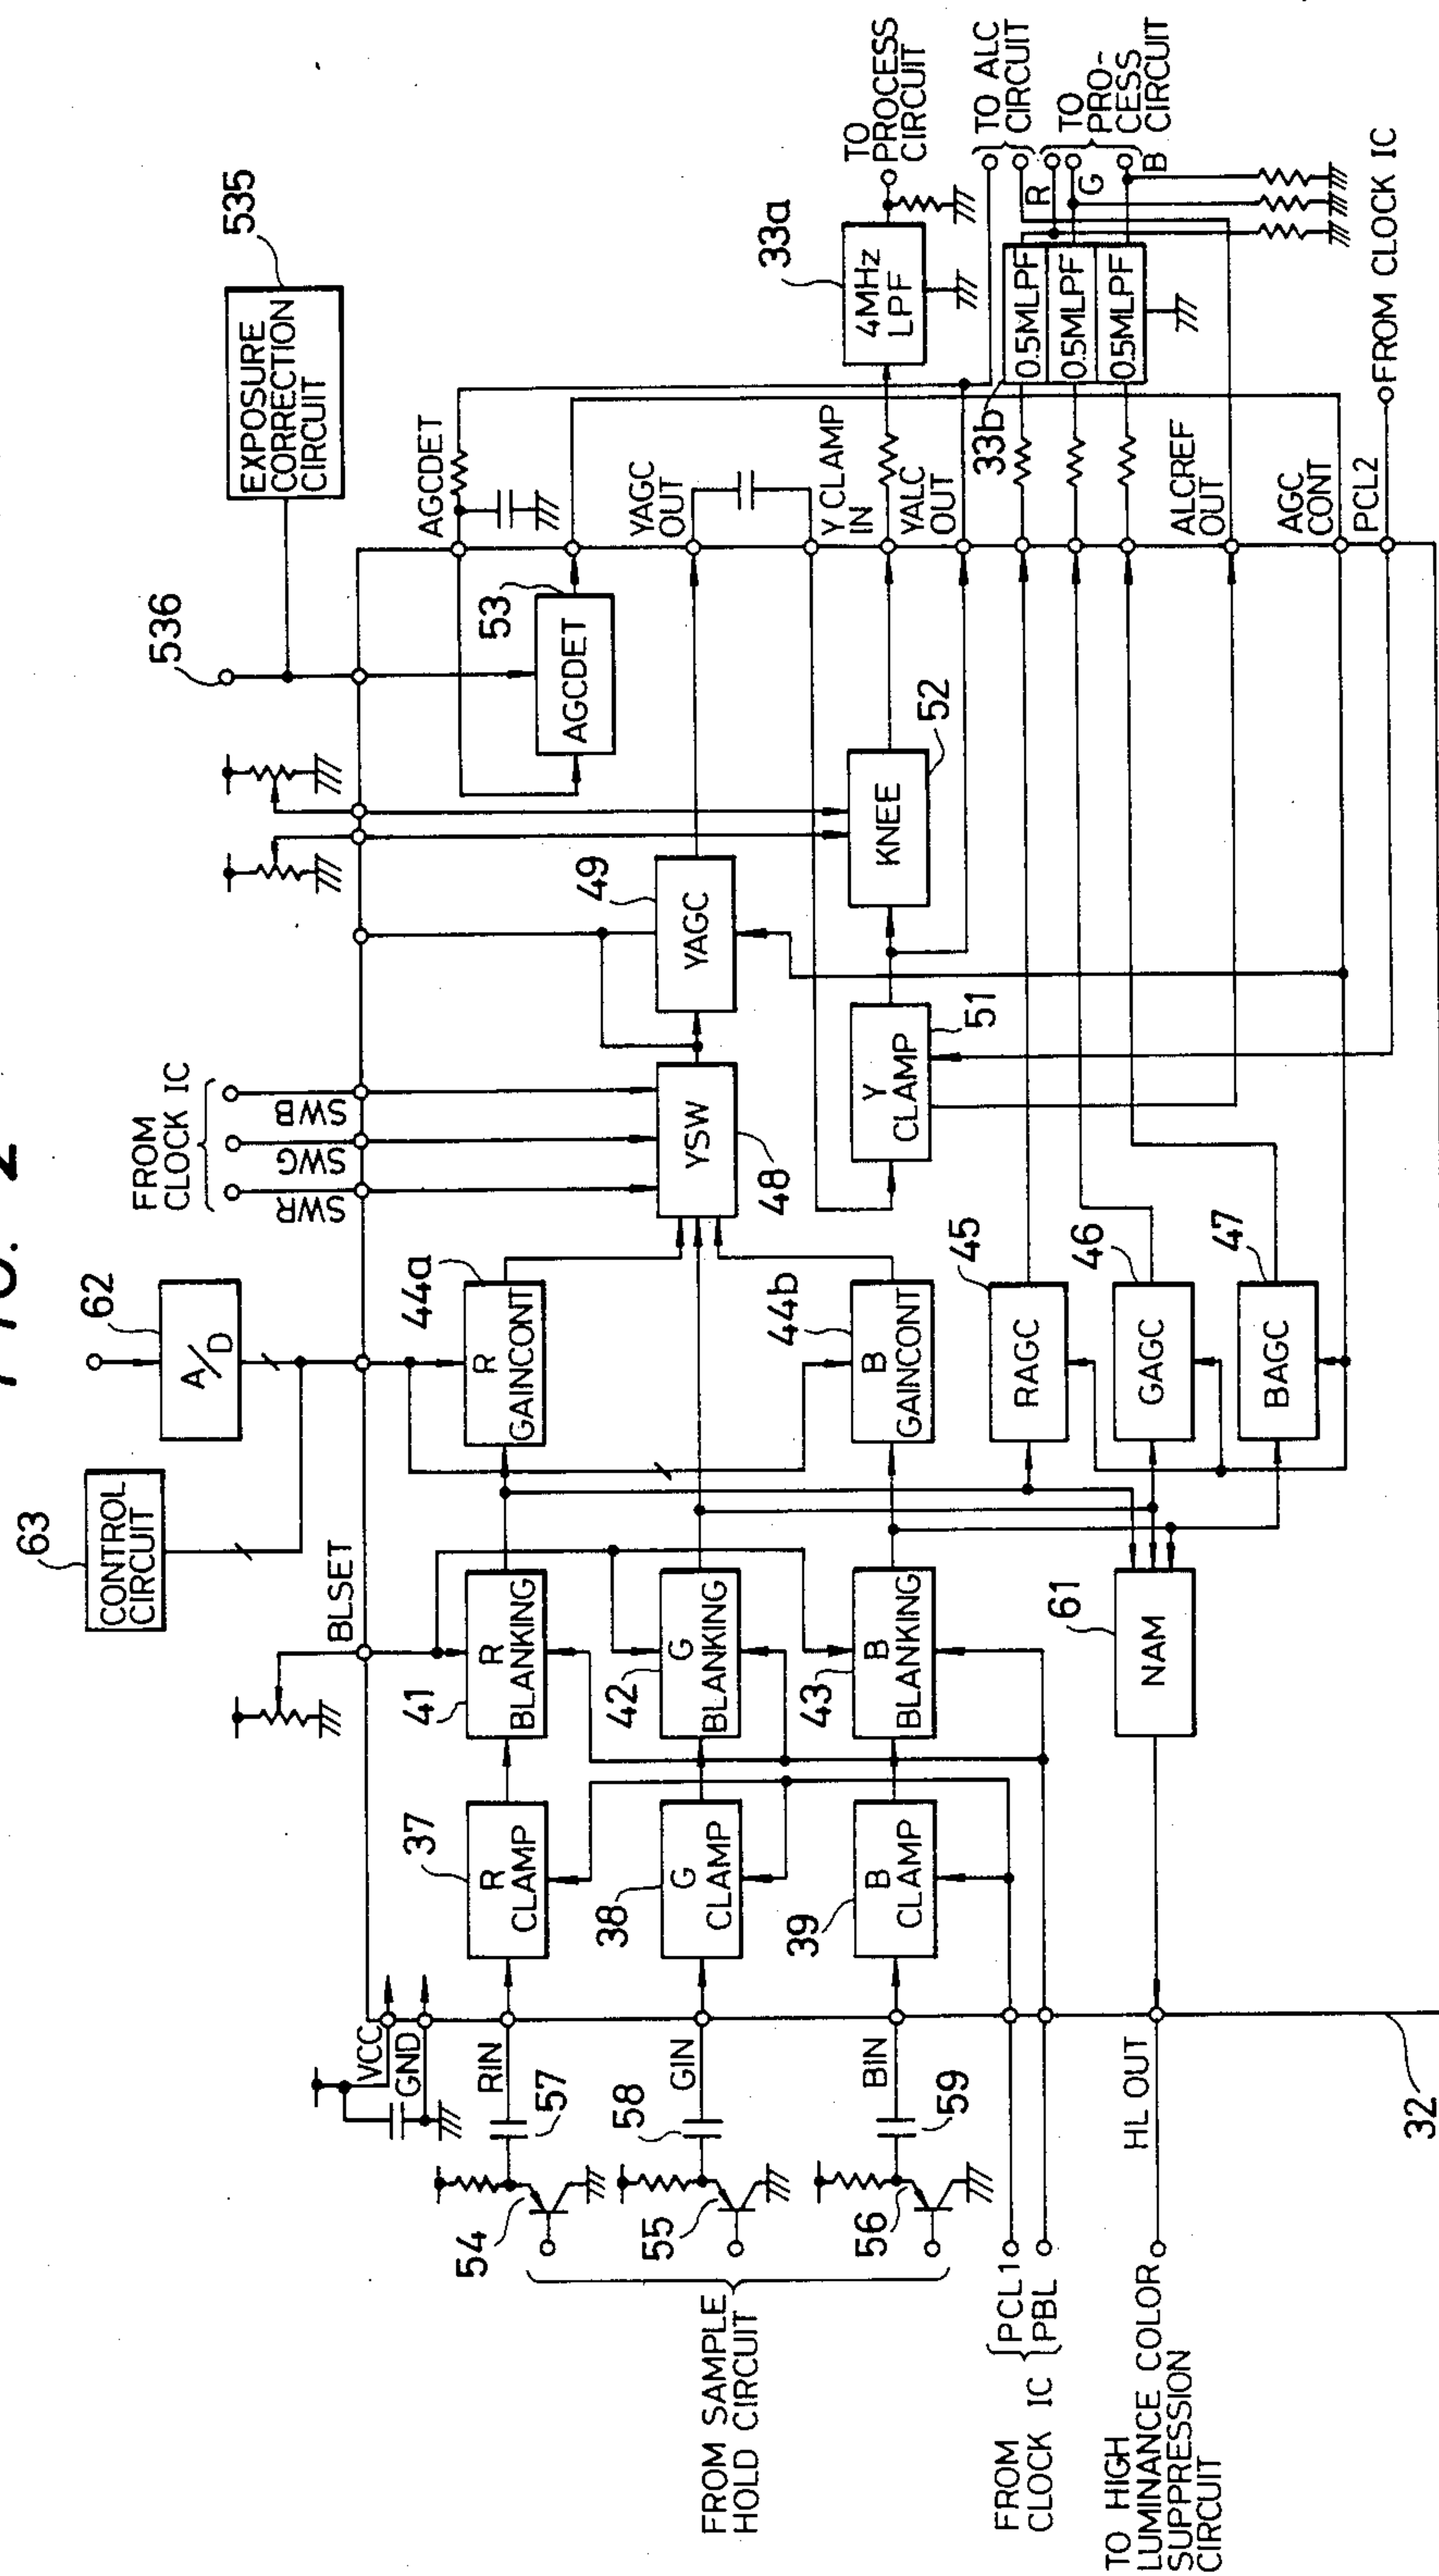 FIG. 2
63
CONTROL
CIRCUIT
62
A/D
FROM
CLOCK IC
SWR
SWG
SWB
536
535
EXPOSURE
CORRECTION
CIRCUIT
BLSET
VCC
GND
RIN
57
54
37
R
CLAMP
41
R
BLANKING
44a
R
GAINCONT
53
AGCDET
AGCDET
GIN
58
55
38
G
CLAMP
42
G
BLANKING
YSW
48
49
YAGC
YAGC
OUT
BIN
59
56
39
B
CLAMP
43
B
BLANKING
44b
B
GAINCONT
Y
CLAMP
51
KNEE
52
Y CLAMP
IN
YALC
OUT
33a
4MHz
LPF
TO
PROCESS
CIRCUIT
FROM SAMPLE
HOLD CIRCUIT
45
RAGC
46
GAGC
47
BAGC
33b
0.5MLPF
0.5MLPF
0.5MLPF
TO ALC
CIRCUIT
R
G
B
TO
PRO-
CESS
CIRCUIT
FROM
CLOCK IC
PCL1
PBL
61
NAM
HL OUT
TO HIGH
LUMINANCE COLOR
SUPPRESSION
CIRCUIT
ALCREF
OUT
AGC
CONT
PCL2
FROM CLOCK IC
32